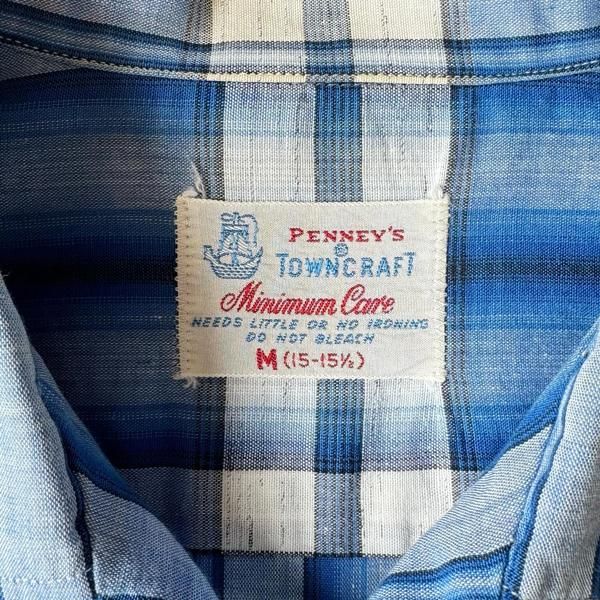 PENNEY'S
®
TOWNCRAFT
Minimum Care
NEEDS LITTLE OR NO IRONING
DO NOT BLEACH
M (15-15½)